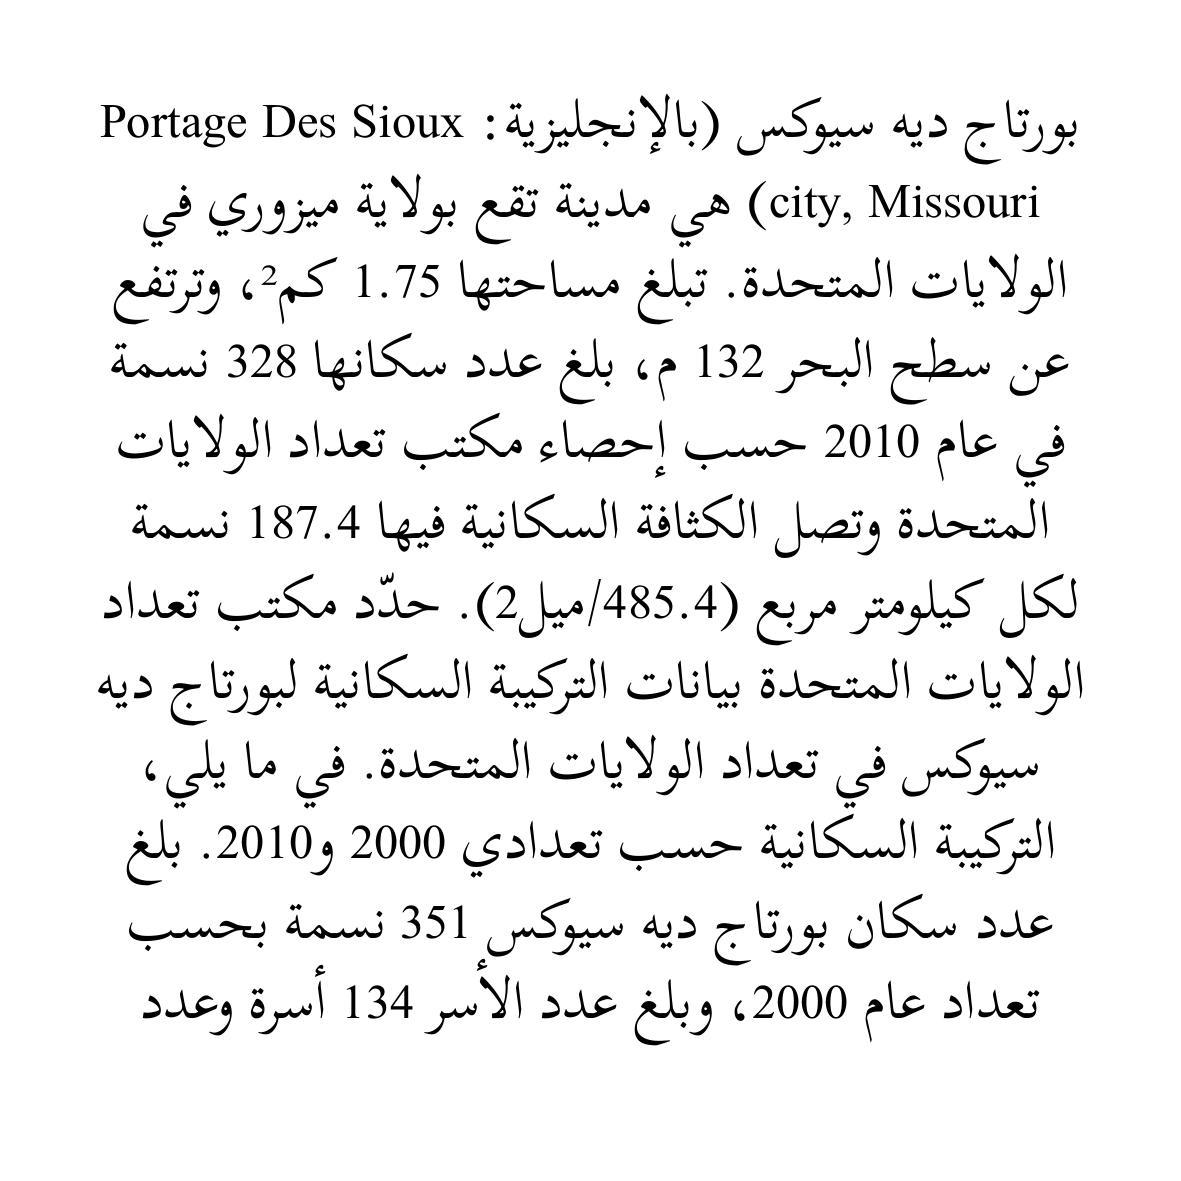 بورتاج ديه سيوكس (بالإنجليزية: Portage Des Sioux
city, Missouri) هي مدينة تقع بولاية ميزوري في
الولايات المتحدة. تبلغ مساحتها 1.75 كم²، وترتفع
عن سطح البحر 132 م، بلغ عدد سكانها 328 نسمة
في عام 2010 حسب إحصاء مكتب تعداد الولايات
المتحدة وتصل الكثافة السكانية فيها 187.4 نسمة
لكل كيلومتر مربع (485.4/ميل2). حدّد مكتب تعداد
الولايات المتحدة بيانات التركيبة السكانية لبورتاج ديه
سيوكس في تعداد الولايات المتحدة. في ما يلي،
التركيبة السكانية حسب تعدادي 2000 و2010. بلغ
عدد سكان بورتاج ديه سيوكس 351 نسمة بحسب
تعداد عام 2000، وبلغ عدد الأسر 134 أسرة وعدد